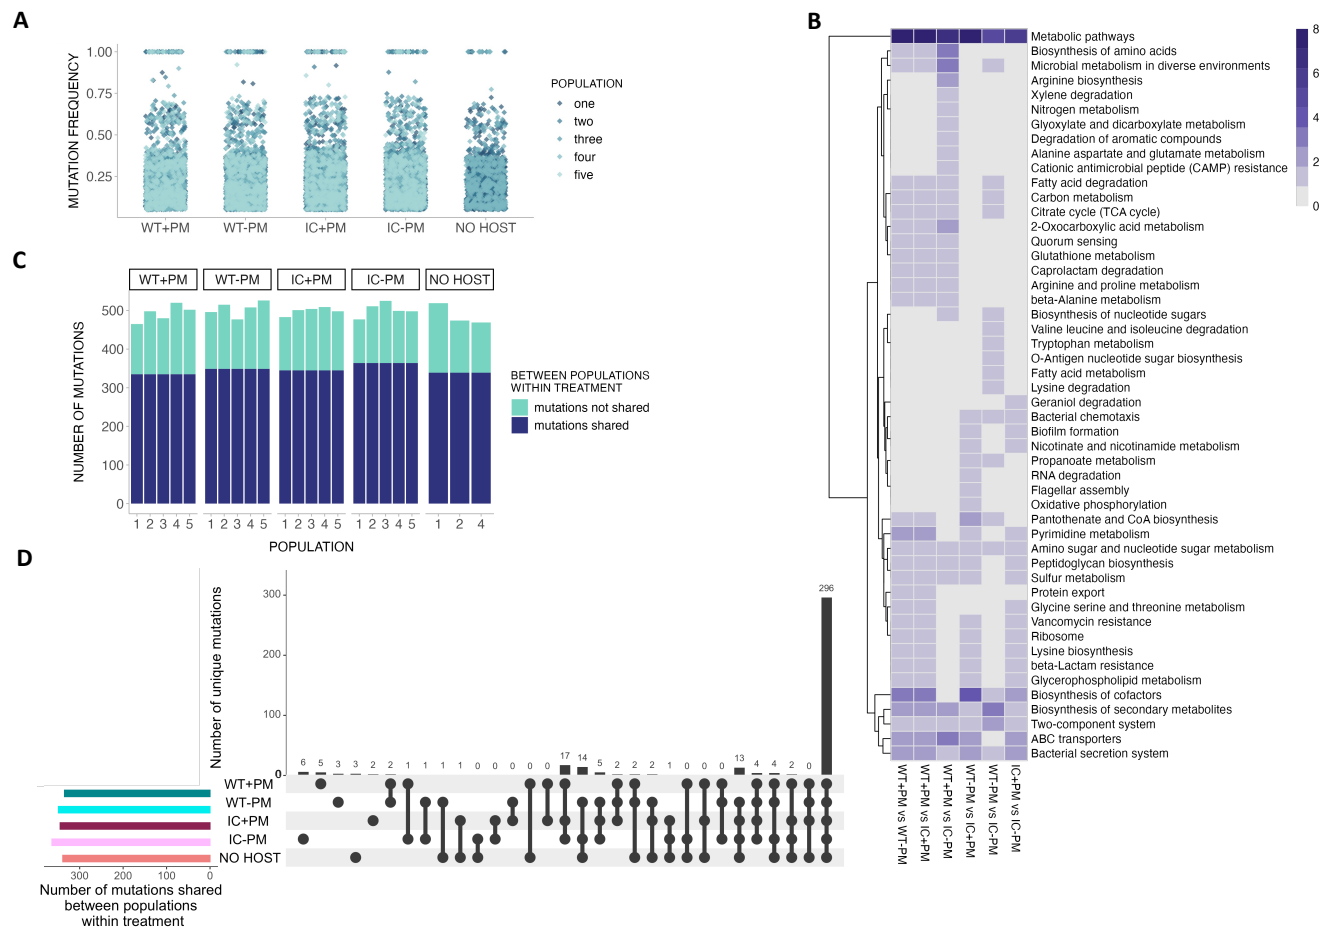 A
1.00
0.75
0.50
0.25
MUTATION FREQUENCY
WT+PM
WT-PM
IC+PM
IC-PM
NO HOST
POPULATION
one
two
three
four
five
B
Metabolic pathways
Biosynthesis of amino acids
Microbial metabolism in diverse environments
Arginine biosynthesis
Xylene degradation
Nitrogen metabolism
Glyoxylate and dicarboxylate metabolism
Degradation of aromatic compounds
Alanine aspartate and glutamate metabolism
Cationic antimicrobial peptide (CAMP) resistance
Fatty acid degradation
Carbon metabolism
Citrate cycle (TCA cycle)
2-Oxocarboxylic acid metabolism
Quorum sensing
Glutathione metabolism
Caprolactam degradation
Arginine and proline metabolism
beta-Alanine metabolism
Biosynthesis of nucleotide sugars
Valine leucine and isoleucine degradation
Tryptophan metabolism
O-Antigen nucleotide sugar biosynthesis
Fatty acid metabolism
Lysine degradation
Geraniol degradation
Bacterial chemotaxis
Biofilm formation
Nicotinate and nicotinamide metabolism
Propanoate metabolism
RNA degradation
Flagellar assembly
Oxidative phosphorylation
Pantothenate and CoA biosynthesis
Pyrimidine metabolism
Amino sugar and nucleotide sugar metabolism
Peptidoglycan biosynthesis
Sulfur metabolism
Protein export
Glycine serine and threonine metabolism
Vancomycin resistance
Ribosome
Lysine biosynthesis
beta-Lactam resistance
Glycerophospholipid metabolism
Biosynthesis of cofactors
Biosynthesis of secondary metabolites
Two-component system
ABC transporters
Bacterial secretion system
WT+PM vs WT-PM
WT+PM vs IC+PM
WT+PM vs IC-PM
WT-PM vs IC+PM
WT-PM vs IC-PM
IC+PM vs IC-PM
8
6
4
2
0
C
WT+PM
WT-PM
IC+PM
IC-PM
NO HOST
500
400
300
200
100
0
NUMBER OF MUTATIONS
1 2 3 4 5
1 2 3 4 5
1 2 3 4 5
1 2 3 4 5
1 2 4
POPULATION
BETWEEN POPULATIONS
WITHIN TREATMENT
mutations not shared
mutations shared
D
Number of unique mutations
300
200
100
0
6 5 3 3 2 2 1 1 1 1 0 0 0 0 0 17 14 5 2 2 2 1 0 0 0 13 4 4 2 0 296
WT+PM
WT-PM
IC+PM
IC-PM
NO HOST
300 200 100 0
Number of mutations shared
between populations
within treatment